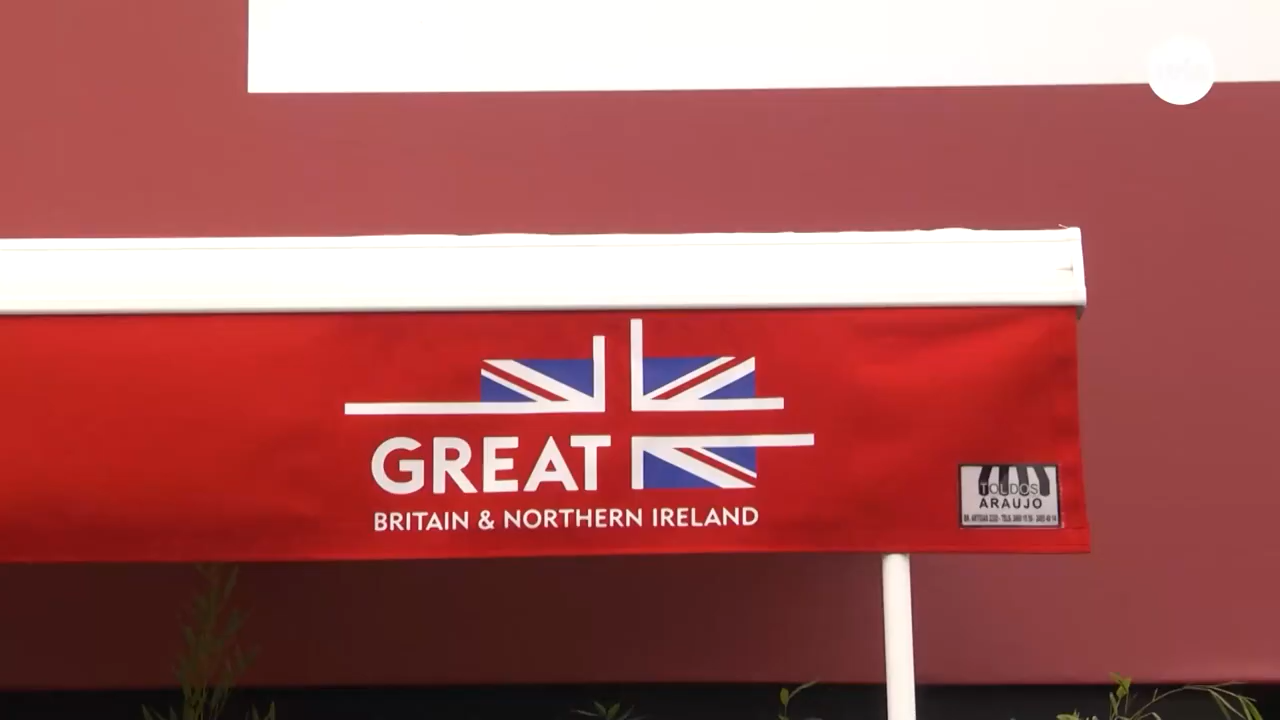 GREAT
BRITAIN & NORTHERN IRELAND
TOLDOS
ARAUJO